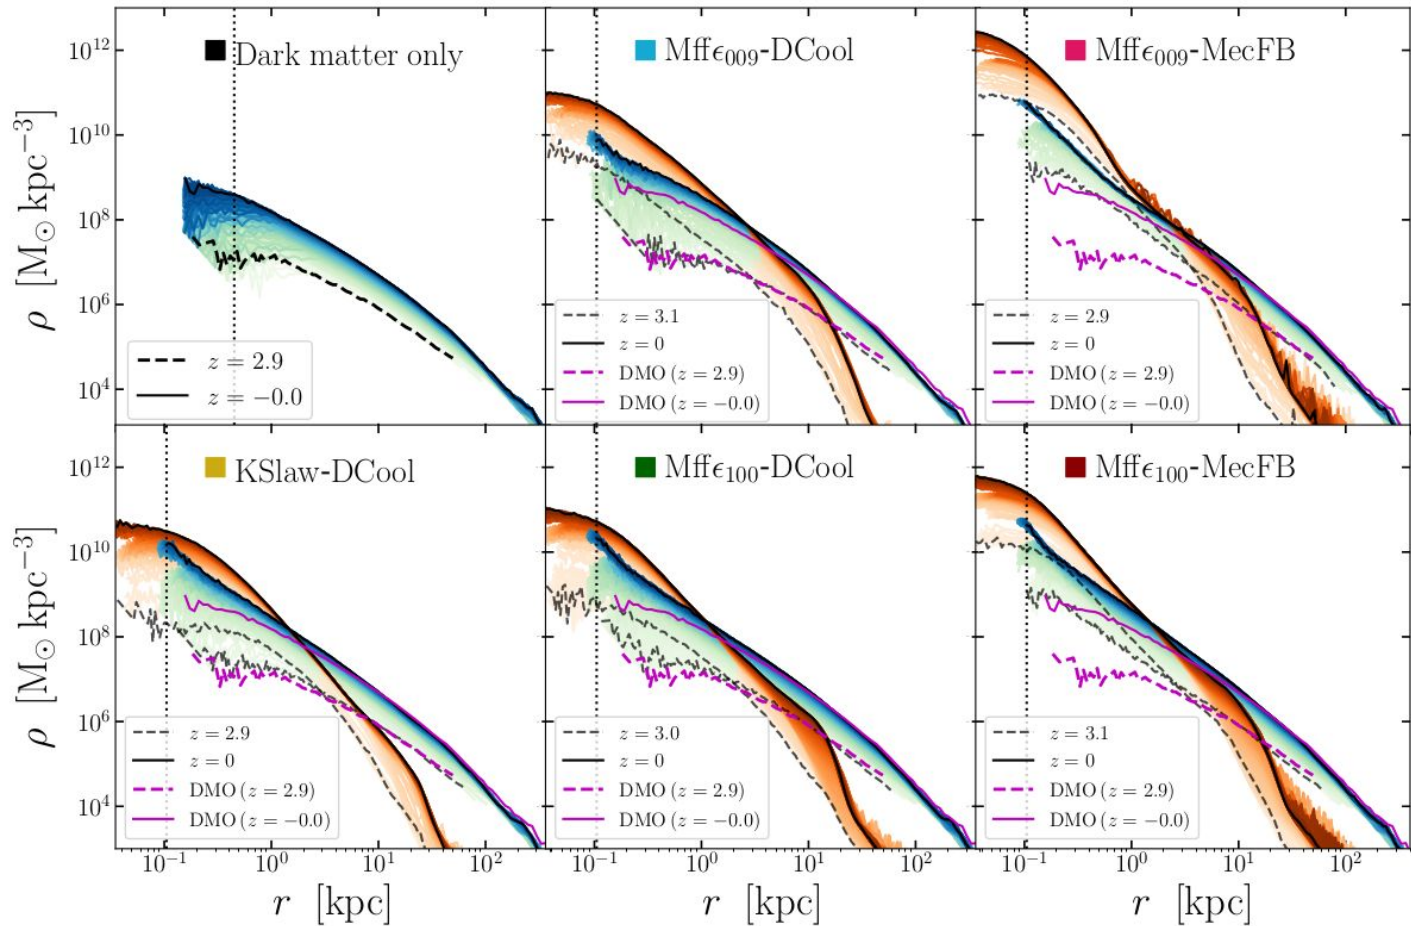 Dark matter only
Mffϵ₀₀₉-DCool
Mffϵ₀₀₉-MecFB
10¹²
10¹⁰
10⁸
10⁶
10⁴
ρ [M⊙ kpc⁻³]
z = 2.9
z = −0.0
z = 3.1
z = 0
DMO (z = 2.9)
DMO (z = −0.0)
z = 2.9
z = 0
DMO (z = 2.9)
DMO (z = −0.0)
KSlaw-DCool
Mffϵ₁₀₀-DCool
Mffϵ₁₀₀-MecFB
10¹²
10¹⁰
10⁸
10⁶
10⁴
ρ [M⊙ kpc⁻³]
z = 2.9
z = 0
DMO (z = 2.9)
DMO (z = −0.0)
z = 3.0
z = 0
DMO (z = 2.9)
DMO (z = −0.0)
z = 3.1
z = 0
DMO (z = 2.9)
DMO (z = −0.0)
10⁻¹ 10⁰ 10¹ 10²
10⁻¹ 10⁰ 10¹ 10²
10⁻¹ 10⁰ 10¹ 10²
r [kpc]
r [kpc]
r [kpc]